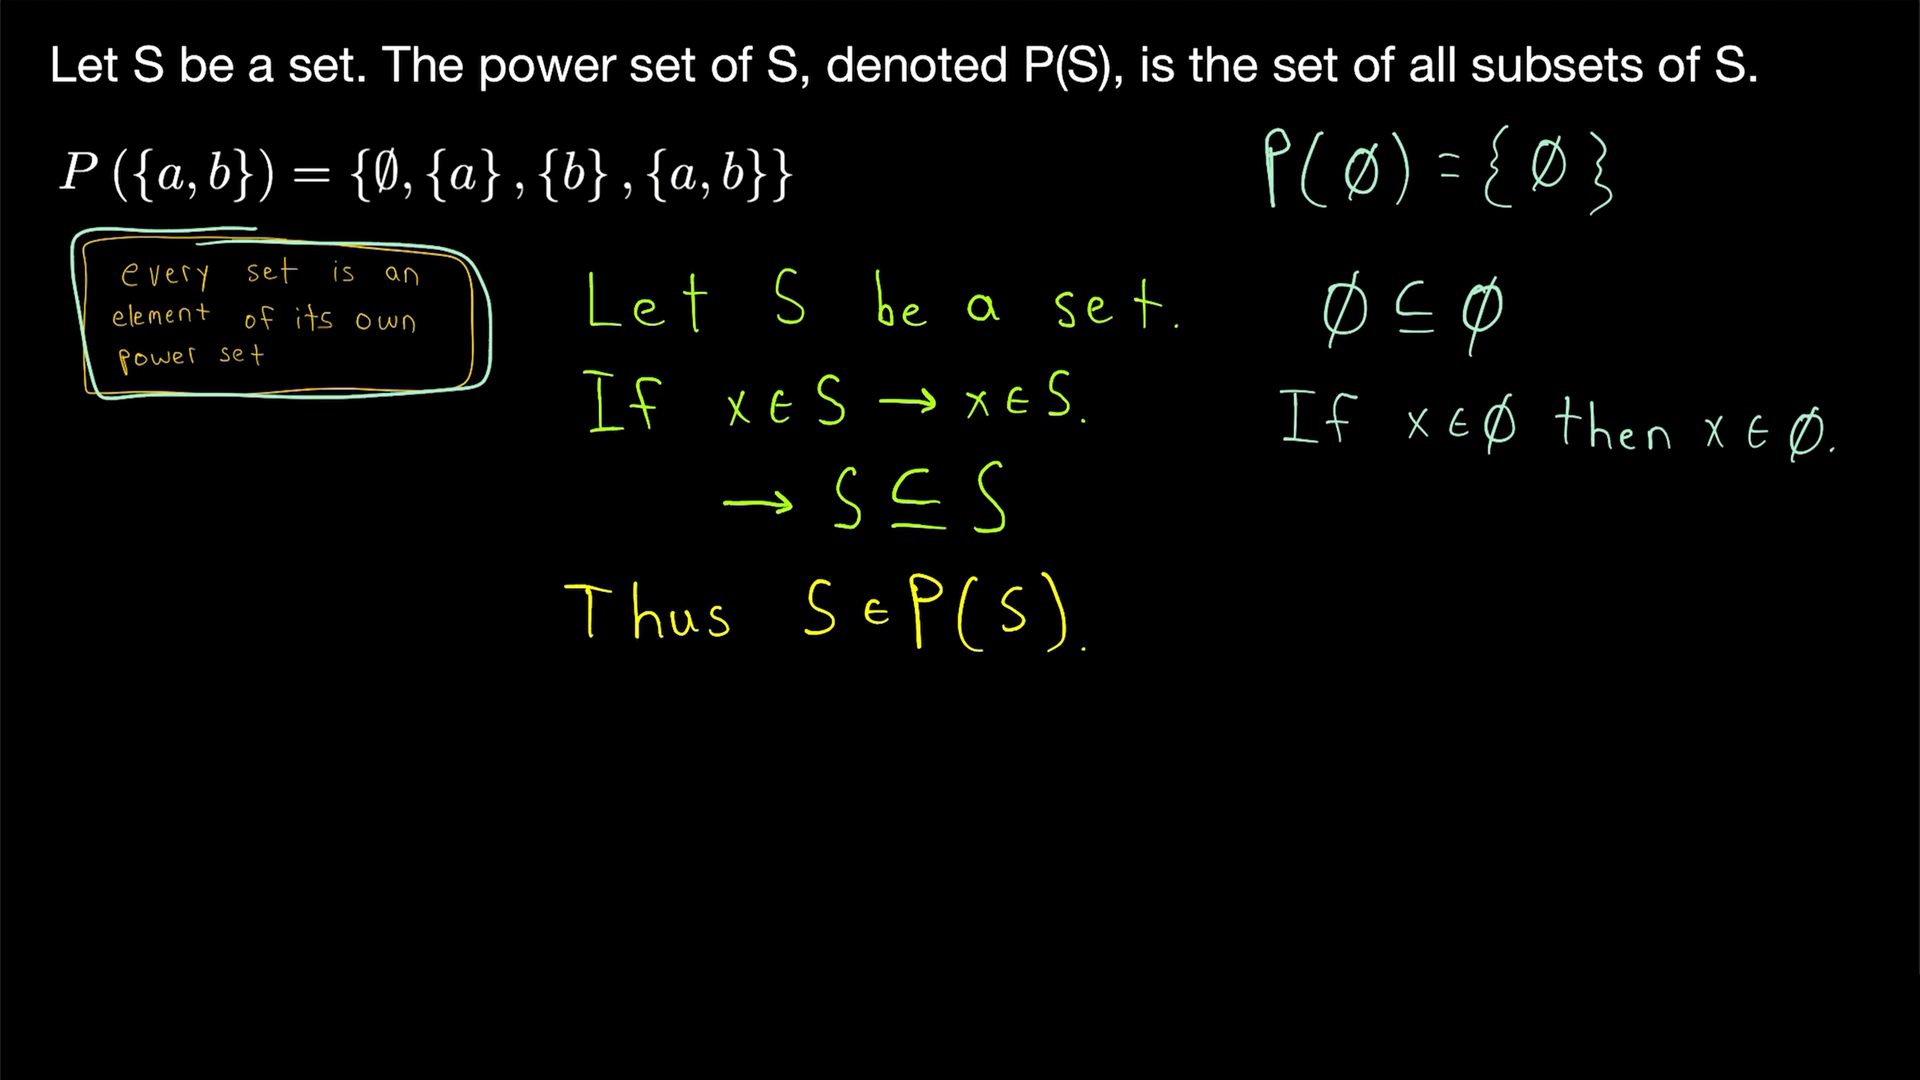 Let S be a set. The power set of S, denoted P(S), is the set of all subsets of S.
P ({a, b}) = {∅, {a} , {b} , {a, b}}
P(∅) = {∅}
every set is an
element of its own
power set
Let S be a set.
If x ∈ S → x ∈ S.
→ S ⊆ S
Thus S ∈ P(S).
∅ ⊆ ∅
If x ∈ ∅ then x ∈ ∅.